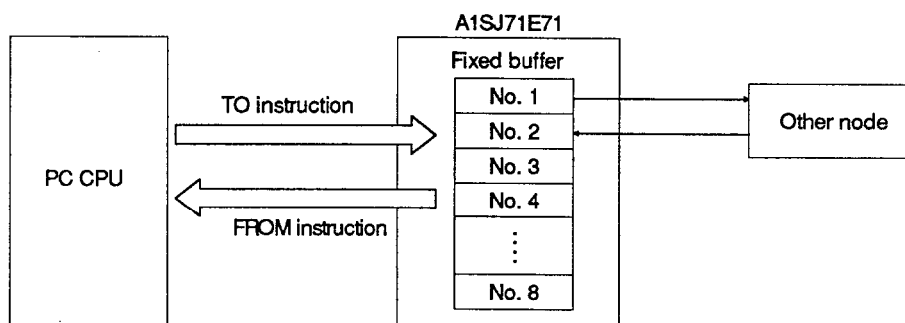 A1SJ71E71
Fixed buffer
No. 1
TO instruction
No. 2
Other node
No. 3
PC CPU
No. 4
FROM instruction
No. 8